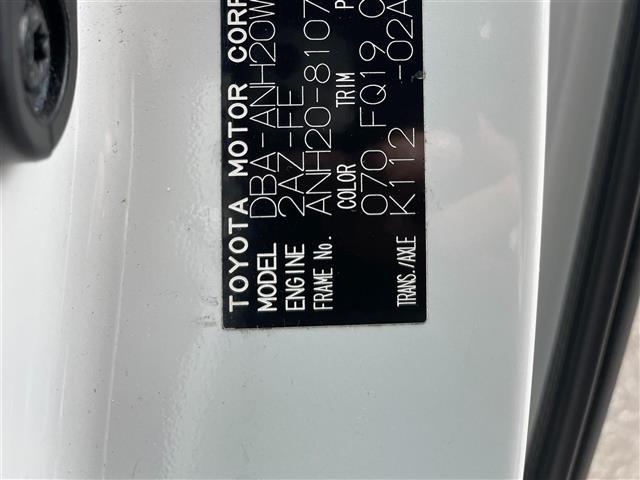 TOYOTA MOTOR CORP
MODEL DBA-ANH20W
ENGINE 2AZ-FE
FRAME No. ANH20-8107
COLOR TRIM P
070 FQ19 C
TRANS./AXLE K112 -02A